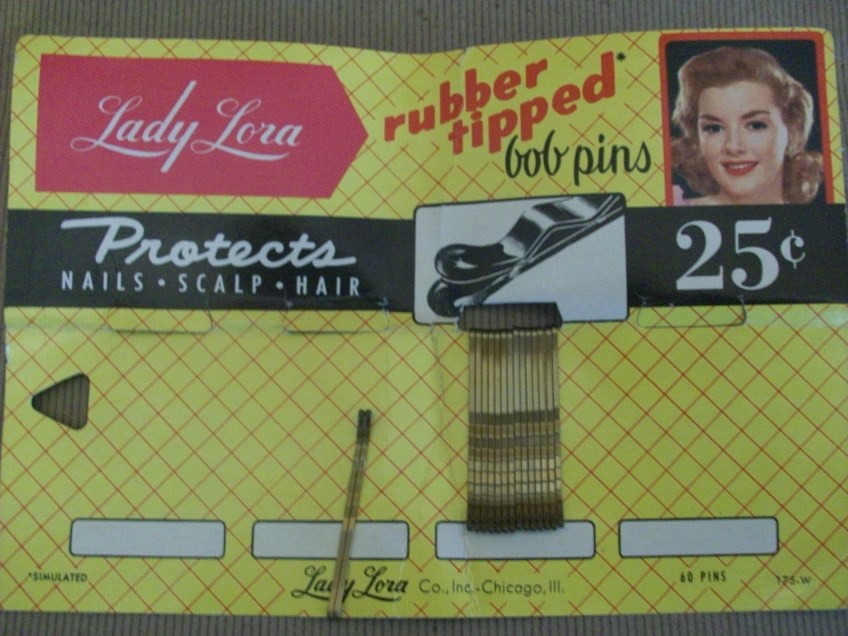 Lady Lora
rubber
tipped*
bob pins
Protects
NAILS • SCALP • HAIR
25¢
*SIMULATED
Lady Lora Co., Inc.-Chicago, Ill.
60 PINS
175-W